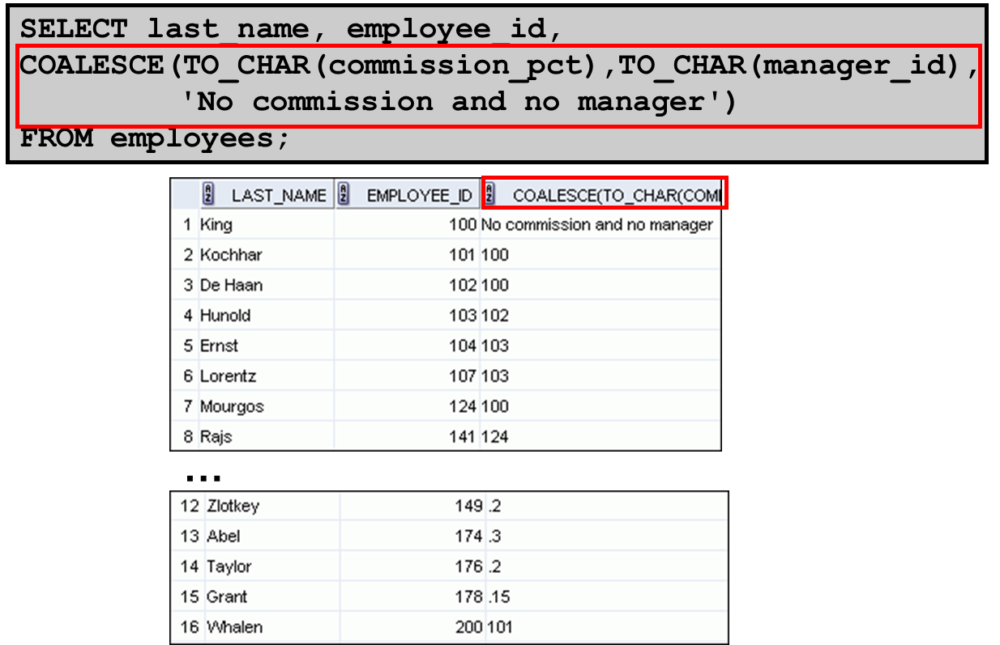 SELECT last_name, employee_id,
COALESCE(TO_CHAR(commission_pct),TO_CHAR(manager_id),
'No commission and no manager')
FROM employees;
LAST_NAME EMPLOYEE_ID COALESCE(TO_CHAR(COM
1 King 100 No commission and no manager
2 Kochhar 101 100
3 De Haan 102 100
4 Hunold 103 102
5 Ernst 104 103
6 Lorentz 107 103
7 Mourgos 124 100
8 Rajs 141 124
...
12 Zlotkey 149 .2
13 Abel 174 .3
14 Taylor 176 .2
15 Grant 178 .15
16 Whalen 200 101